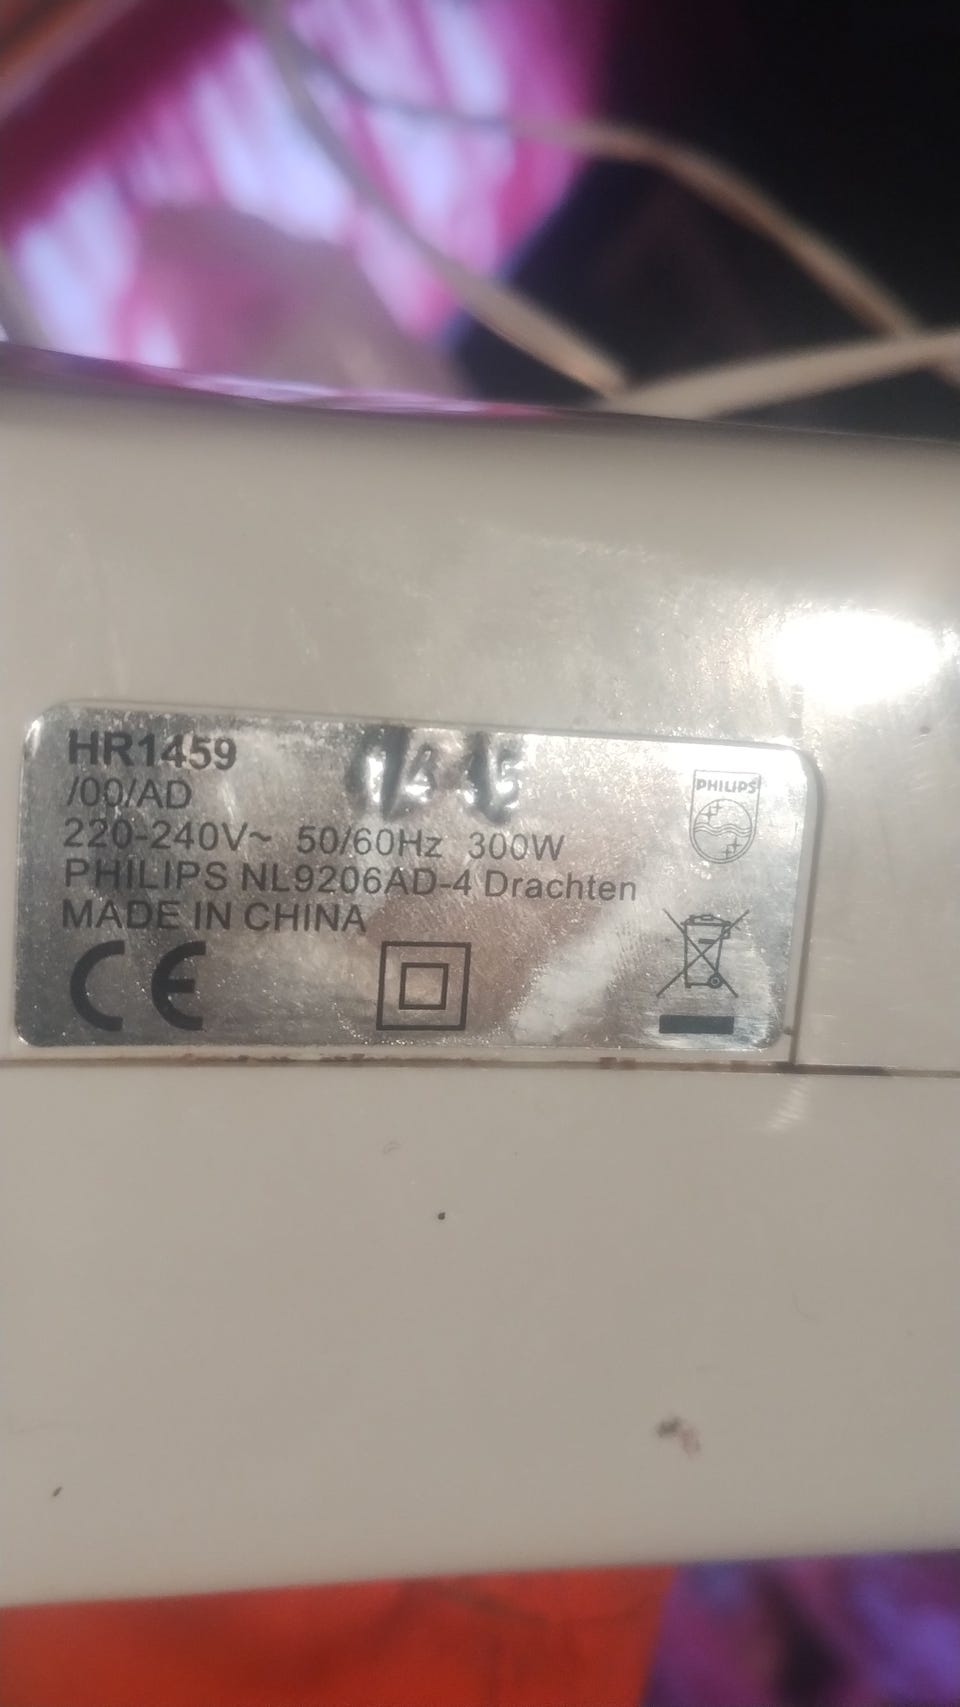 HR1459
/00/AD
220-240V~ 50/60Hz 300W
PHILIPS NL9206AD-4 Drachten
MADE IN CHINA
CE
PHILIPS